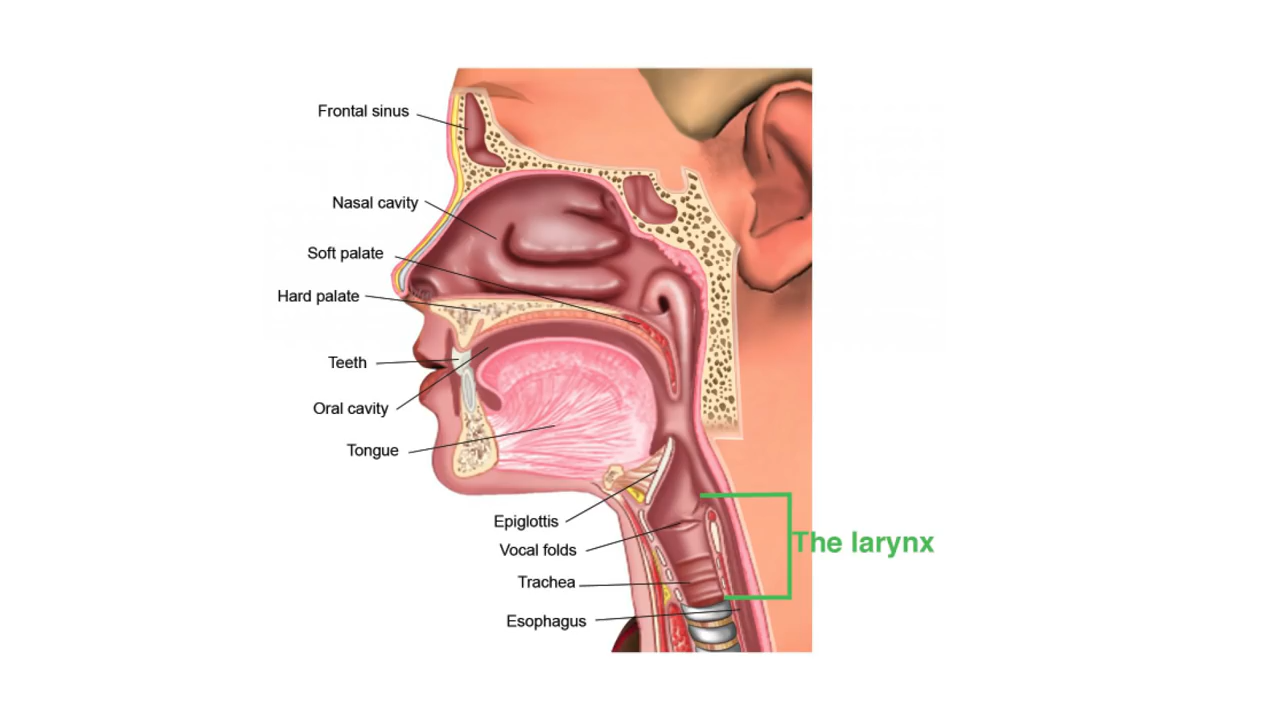 Frontal sinus
Nasal cavity
Soft palate
Hard palate
Teeth
Oral cavity
Tongue
Epiglottis
Vocal folds
The larynx
Trachea
Esophagus